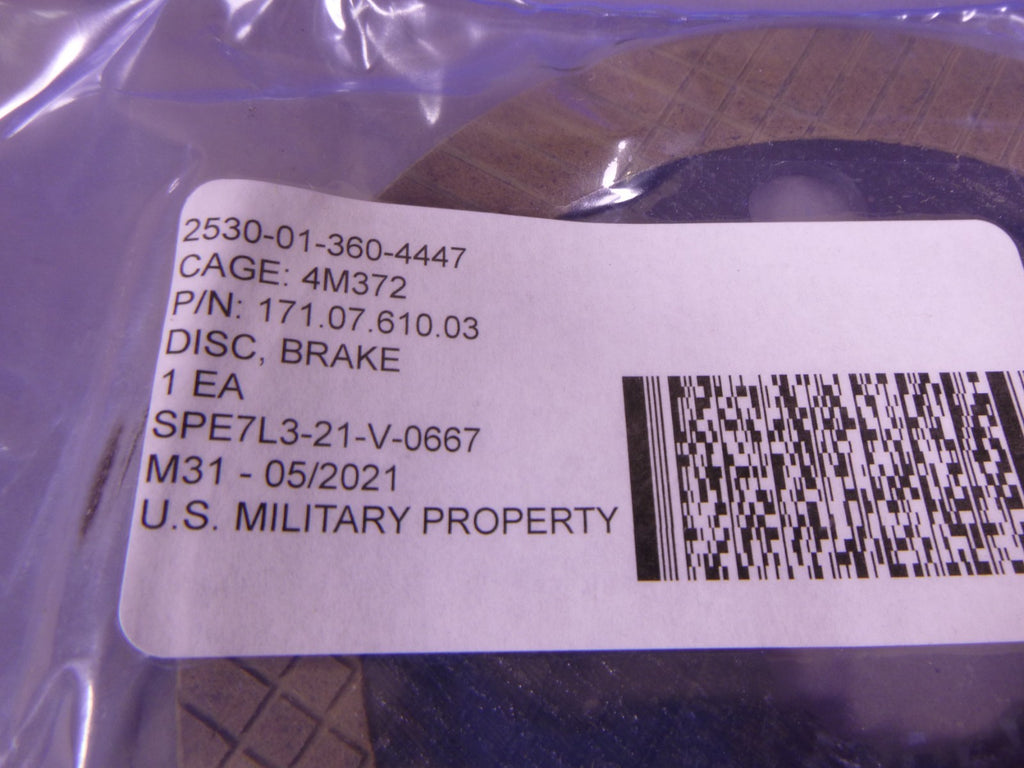 2530-01-360-4447
CAGE: 4M372
P/N: 171.07.610.03
DISC, BRAKE
1 EA
SPE7L3-21-V-0667
M31 - 05/2021
U.S. MILITARY PROPERTY